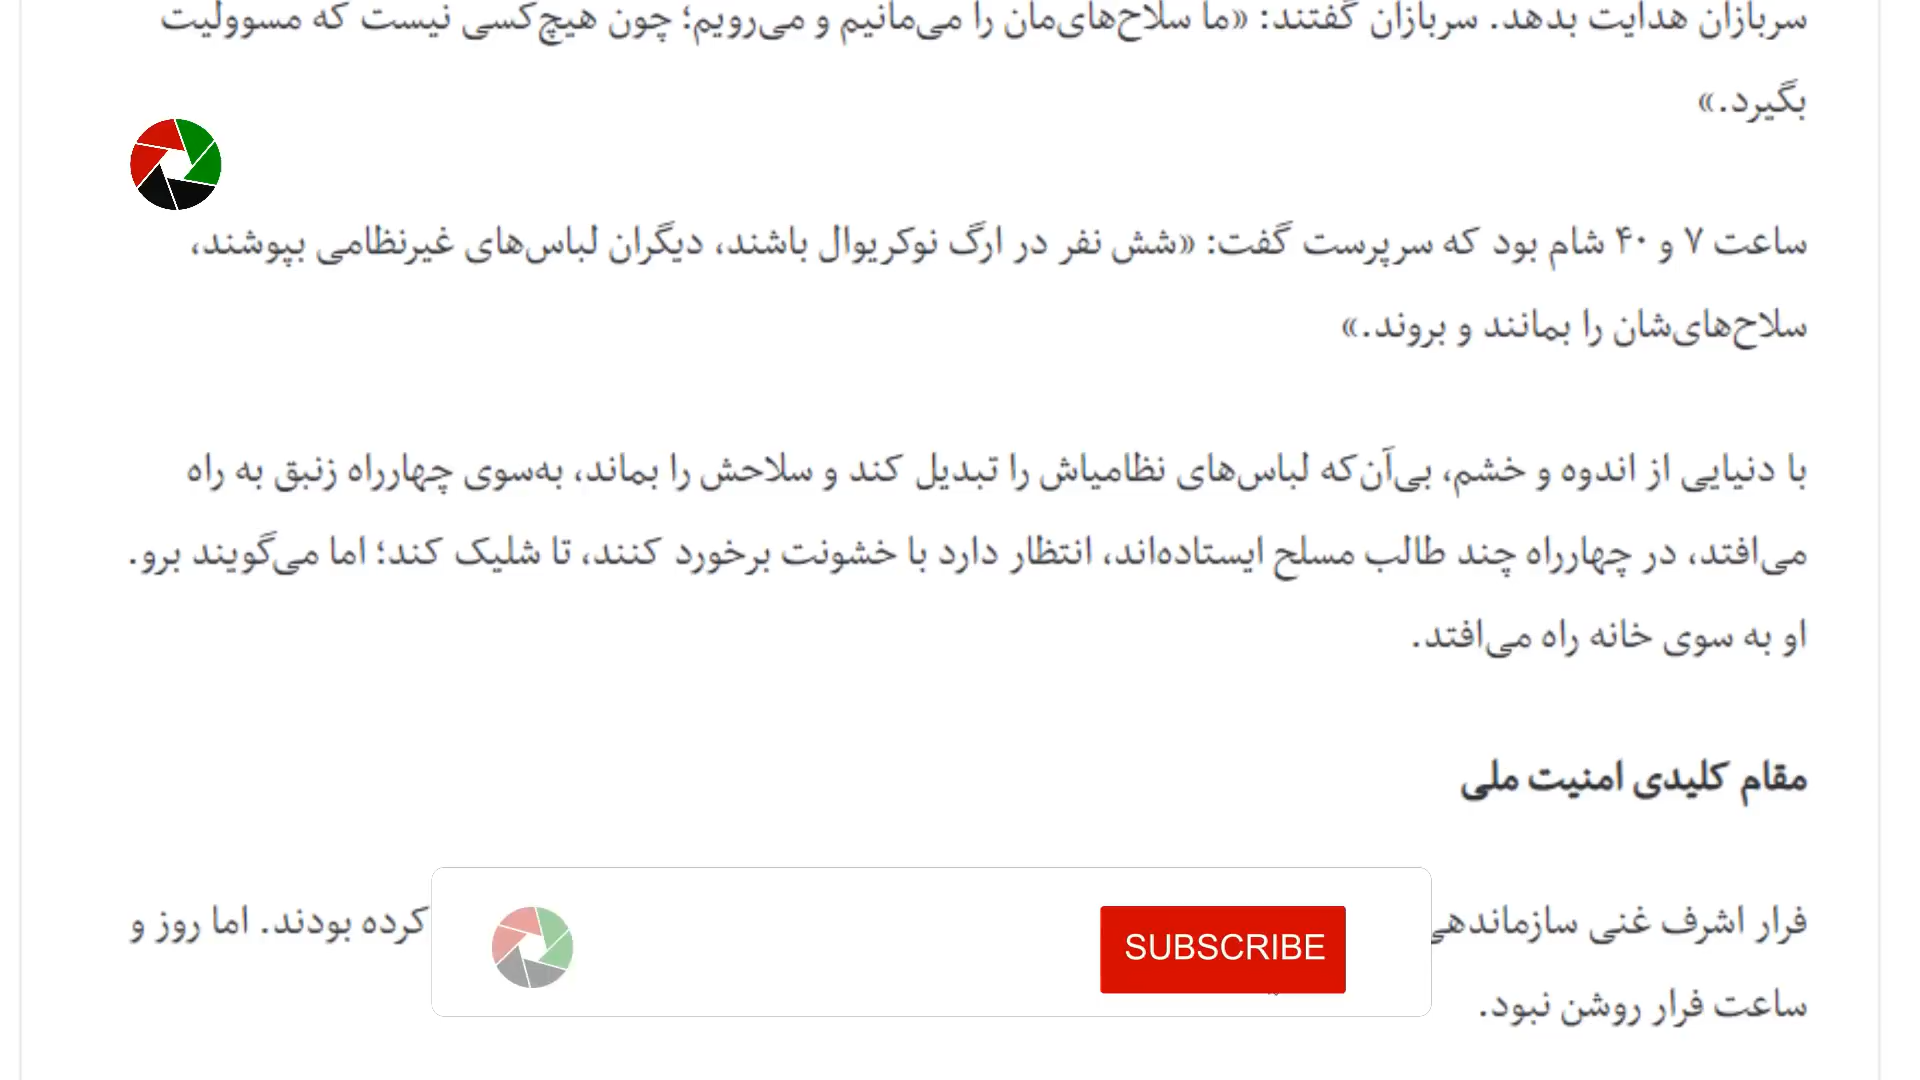 سربازان هدایت بدهد. سربازان گفتند: «ما سلاح‌های‌مان را می‌مانیم و می‌رویم؛ چون هیچ‌کسی نیست که مسوولیت
بگیرد.»
ساعت ۷ و ۴۰ شام بود که سرپرست گفت: «شش نفر در ارگ نوکریوال باشند، دیگران لباس‌های غیرنظامی بپوشند،
سلاح‌های‌شان را بمانند و بروند.»
با دنیایی از اندوه و خشم، بی‌آن‌که لباس‌های نظامیاش را تبدیل کند و سلاحش را بماند، به‌سوی چهارراه زنبق به راه
می‌افتد، در چهارراه چند طالب مسلح ایستاده‌اند، انتظار دارد با خشونت برخورد کنند، تا شلیک کند؛ اما می‌گویند برو.
او به سوی خانه راه می‌افتد.
مقام کلیدی امنیت ملی
فرار اشرف غنی سازماندهی کرده بودند. اما روز و
SUBSCRIBE
ساعت فرار روشن نبود.